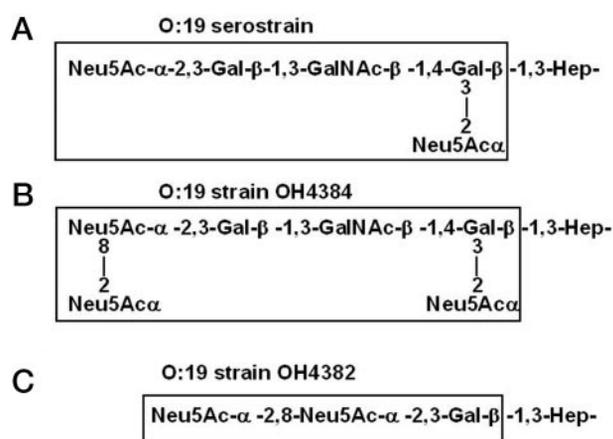 A
O:19 serostrain
Neu5Ac-α-2,3-Gal-β-1,3-GalNAc-β -1,4-Gal-β -1,3-Hep-
3
2
Neu5Acα
B
O:19 strain OH4384
Neu5Ac-α -2,3-Gal-β -1,3-GalNAc-β -1,4-Gal-β -1,3-Hep-
8 3
2 2
Neu5Acα Neu5Acα
C
O:19 strain OH4382
Neu5Ac-α -2,8-Neu5Ac-α -2,3-Gal-β -1,3-Hep-